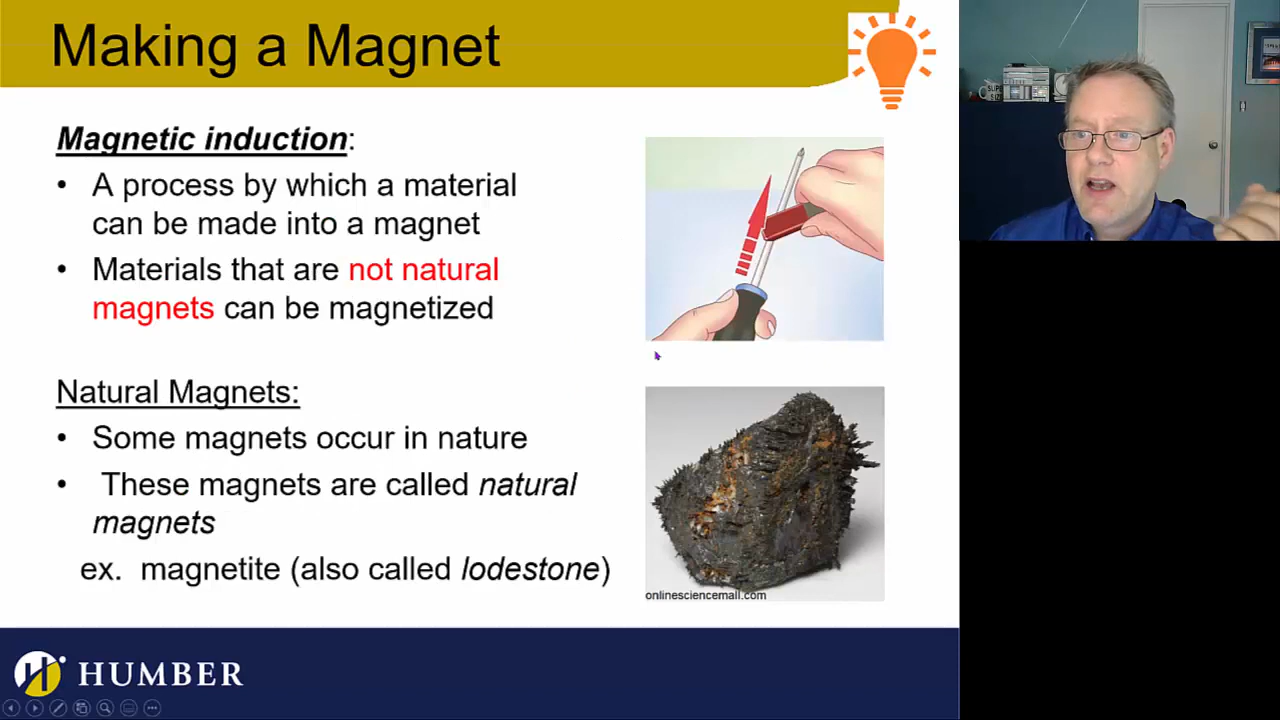 Making a Magnet
Magnetic induction:
• A process by which a material
can be made into a magnet
• Materials that are not natural
magnets can be magnetized
Natural Magnets:
• Some magnets occur in nature
• These magnets are called natural
magnets
ex. magnetite (also called lodestone)
onlinesciencemall.com
HUMBER